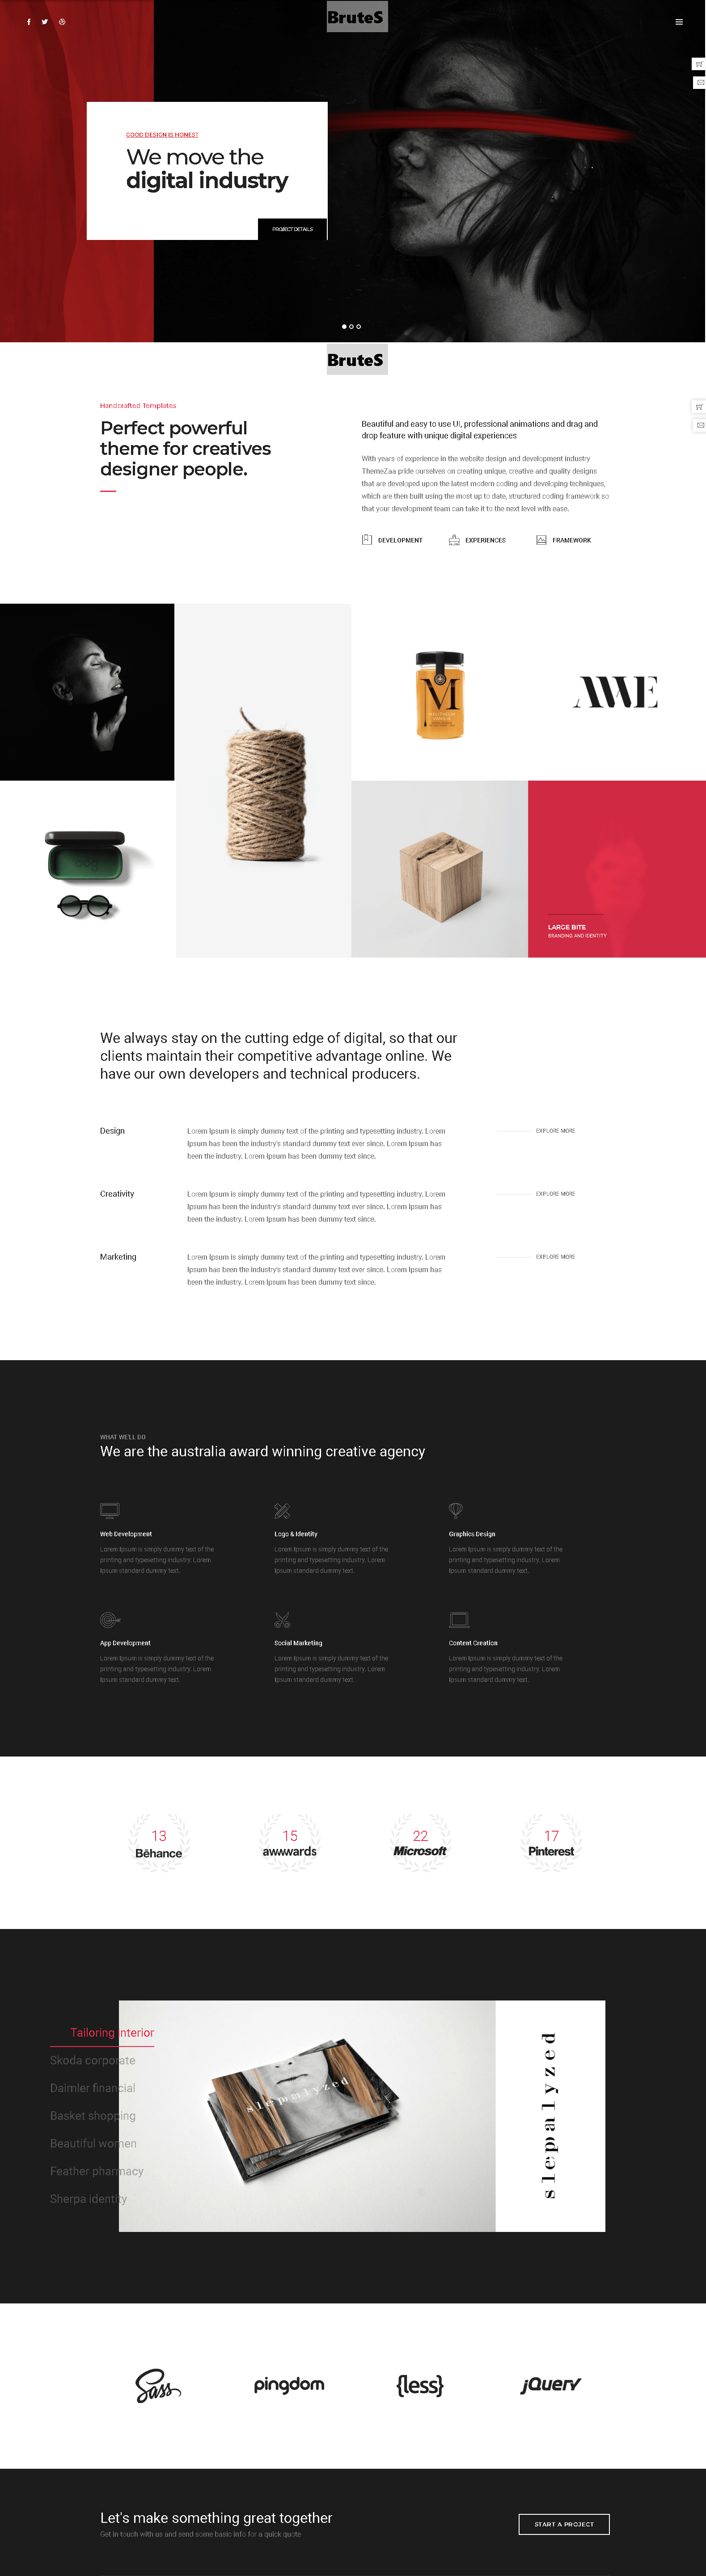 BruteS
GOOD DESIGN IS HONEST
We move the
digital industry
PROJECT DETAILS
BruteS
Handcrafted Templates
Perfect powerful
theme for creatives
designer people.
Beautiful and easy to use UI, professional animations and drag and
drop feature with unique digital experiences
With years of experience in the website design and development industry
ThemeZaa pride ourselves on creating unique, creative and quality designs
that are developed upon the latest modern coding and developing techniques,
which are then built using the most up to date, structured coding framework so
that your development team can take it to the next level with ease.
DEVELOPMENT
EXPERIENCES
FRAMEWORK
M
AWE
LARGE BITE
BRANDING AND IDENTITY
We always stay on the cutting edge of digital, so that our
clients maintain their competitive advantage online. We
have our own developers and technical producers.
Design
Lorem Ipsum is simply dummy text of the printing and typesetting industry. Lorem
Ipsum has been the industry's standard dummy text ever since. Lorem Ipsum has
been the industry. Lorem Ipsum has been dummy text since.
EXPLORE MORE
Creativity
Lorem Ipsum is simply dummy text of the printing and typesetting industry. Lorem
Ipsum has been the industry's standard dummy text ever since. Lorem Ipsum has
been the industry. Lorem Ipsum has been dummy text since.
EXPLORE MORE
Marketing
Lorem Ipsum is simply dummy text of the printing and typesetting industry. Lorem
Ipsum has been the industry's standard dummy text ever since. Lorem Ipsum has
been the industry. Lorem Ipsum has been dummy text since.
EXPLORE MORE
WHAT WE'LL DO
We are the australia award winning creative agency
Web Development
Lorem Ipsum is simply dummy text of the
printing and typesetting industry. Lorem
Ipsum standard dummy text.
Logo & Identity
Lorem Ipsum is simply dummy text of the
printing and typesetting industry. Lorem
Ipsum standard dummy text.
Graphics Design
Lorem Ipsum is simply dummy text of the
printing and typesetting industry. Lorem
Ipsum standard dummy text.
App Development
Lorem Ipsum is simply dummy text of the
printing and typesetting industry. Lorem
Ipsum standard dummy text.
Social Marketing
Lorem Ipsum is simply dummy text of the
printing and typesetting industry. Lorem
Ipsum standard dummy text.
Content Creation
Lorem Ipsum is simply dummy text of the
printing and typesetting industry. Lorem
Ipsum standard dummy text.
13
Bēhance
15
awwwards
22
Microsoft
17
Pinterest
Tailoring interior
Skoda corporate
Daimler financial
Basket shopping
Beautiful women
Feather pharmacy
Sherpa identity
slepalyzed
slepalyzed
Sass
pingdom
{less}
jQuery
Let's make something great together
Get in touch with us and send some basic info for a quick quote
START A PROJECT